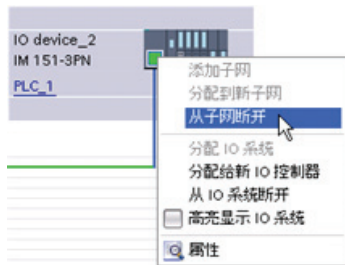 IO device_2
IM 151-3PN
PLC_1
添加子网
分配到新子网
从子网断开
分配 IO 系统
分配给新 IO 控制器
从 IO 系统断开
高亮显示 IO 系统
属性